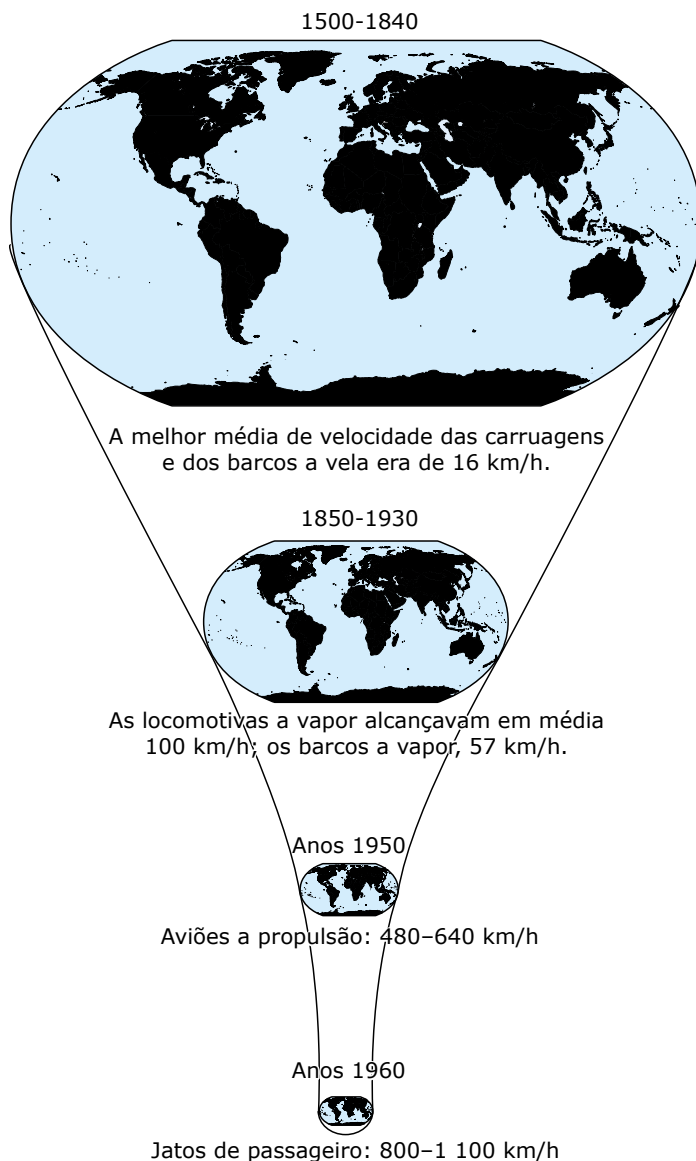 1500-1840
A melhor média de velocidade das carruagens
e dos barcos a vela era de 16 km/h.
1850-1930
As locomotivas a vapor alcançavam em média
100 km/h; os barcos a vapor, 57 km/h.
Anos 1950
Aviões a propulsão: 480–640 km/h
Anos 1960
Jatos de passageiro: 800–1 100 km/h